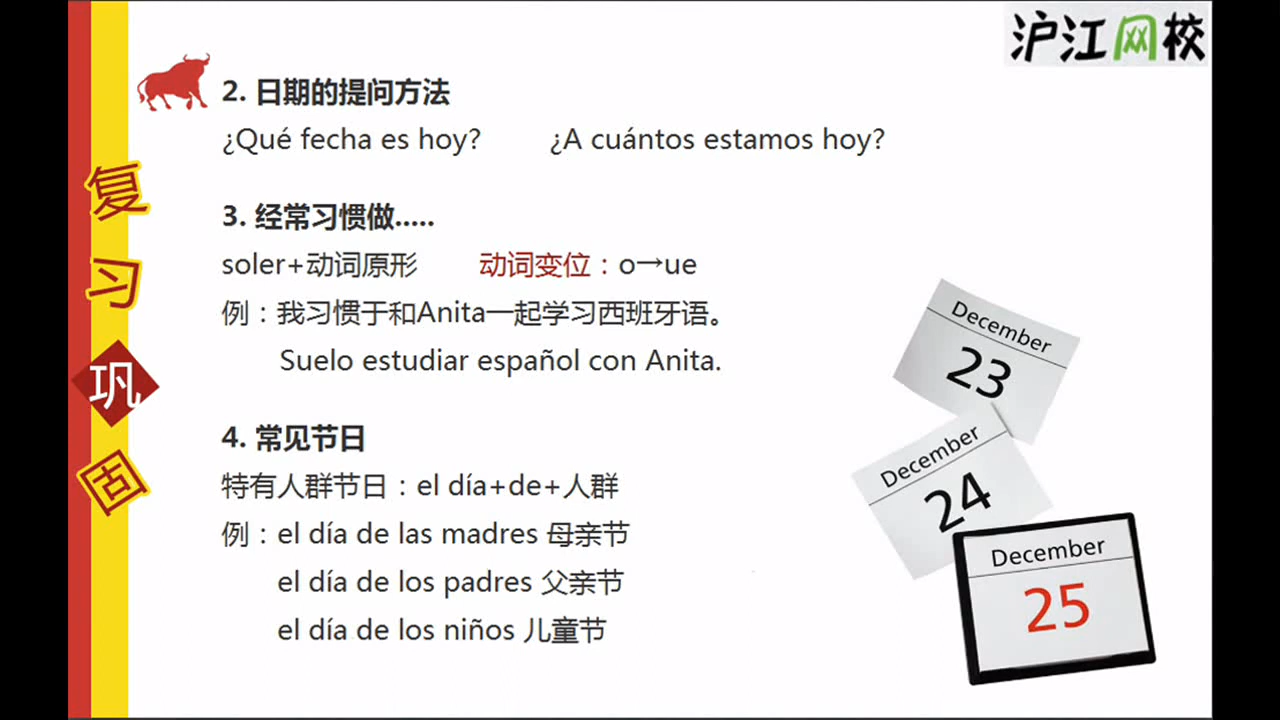 沪江网校
复
习
巩
固
2. 日期的提问方法
¿Qué fecha es hoy? ¿A cuántos estamos hoy?
3. 经常习惯做.....
soler+动词原形 动词变位：o→ue
例：我习惯于和Anita一起学习西班牙语。
Suelo estudiar español con Anita.
4. 常见节日
特有人群节日：el día+de+人群
例：el día de las madres 母亲节
el día de los padres 父亲节
el día de los niños 儿童节
December
23
December
24
December
25